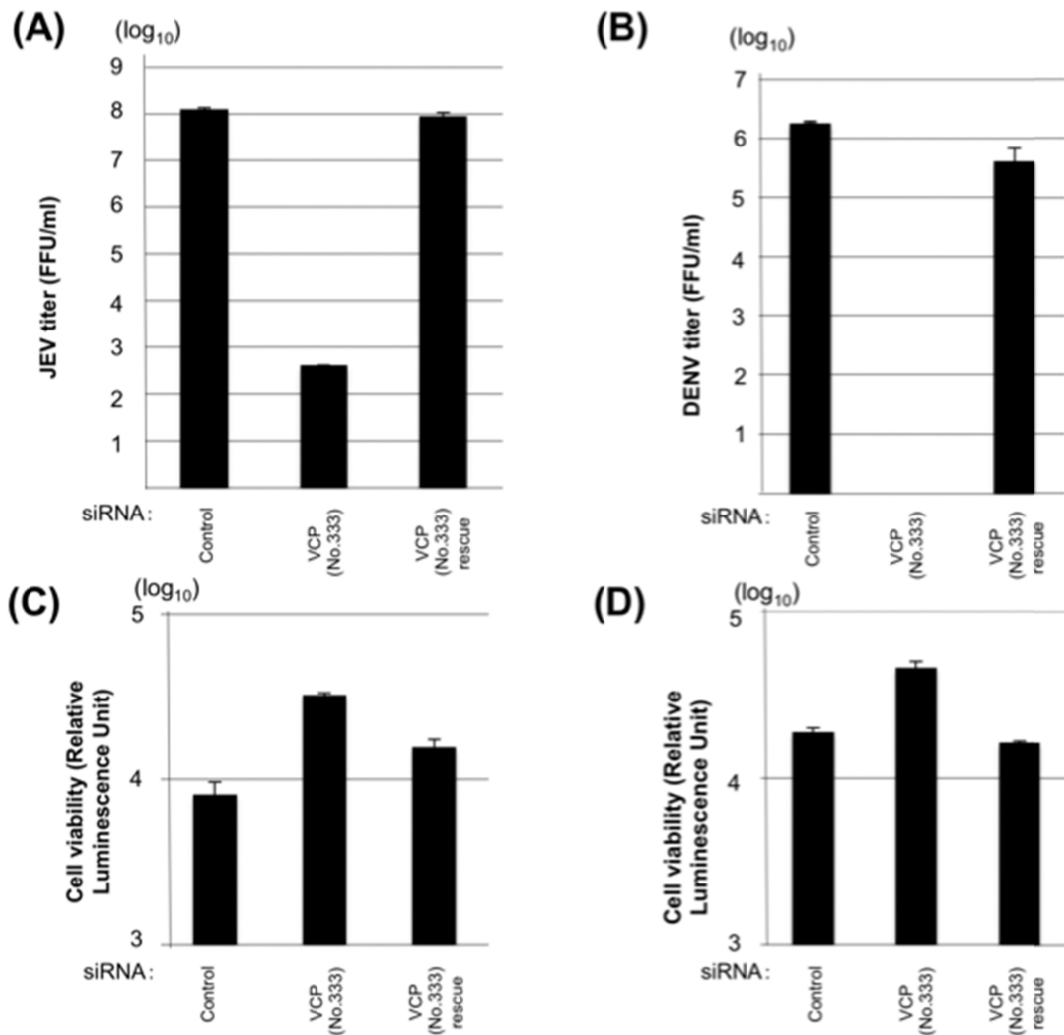 (A)
(log10)
9
8
7
6
5
4
3
2
1
JEV titer (FFU/ml)
siRNA:
Control
VCP
(No.333)
VCP
(No.333)
rescue
(B)
(log10)
7
6
5
4
3
2
1
DENV titer (FFU/ml)
siRNA:
Control
VCP
(No.333)
VCP
(No.333)
rescue
(C)
(log10)
5
4
3
Cell viability (Relative
Luminescence Unit)
siRNA:
Control
VCP
(No.333)
VCP
(No.333)
rescue
(D)
(log10)
5
4
3
Cell viability (Relative
Luminescence Unit)
siRNA:
Control
VCP
(No.333)
VCP
(No.333)
rescue